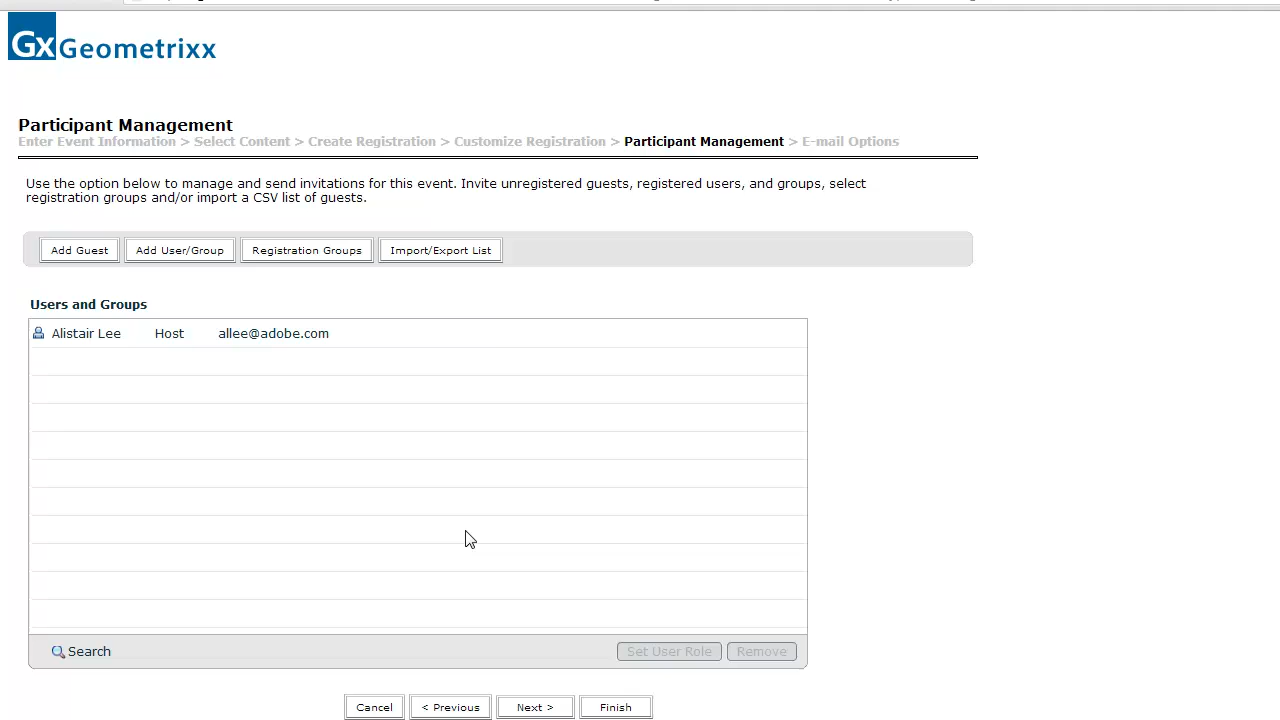 Gx Geometrixx
Participant Management
Enter Event Information > Select Content > Create Registration > Customize Registration > Participant Management > E-mail Options
Use the option below to manage and send invitations for this event. Invite unregistered guests, registered users, and groups, select
registration groups and/or import a CSV list of guests.
Add Guest Add User/Group Registration Groups Import/Export List
Users and Groups
Alistair Lee Host allee@adobe.com
Search Set User Role Remove
Cancel < Previous Next > Finish